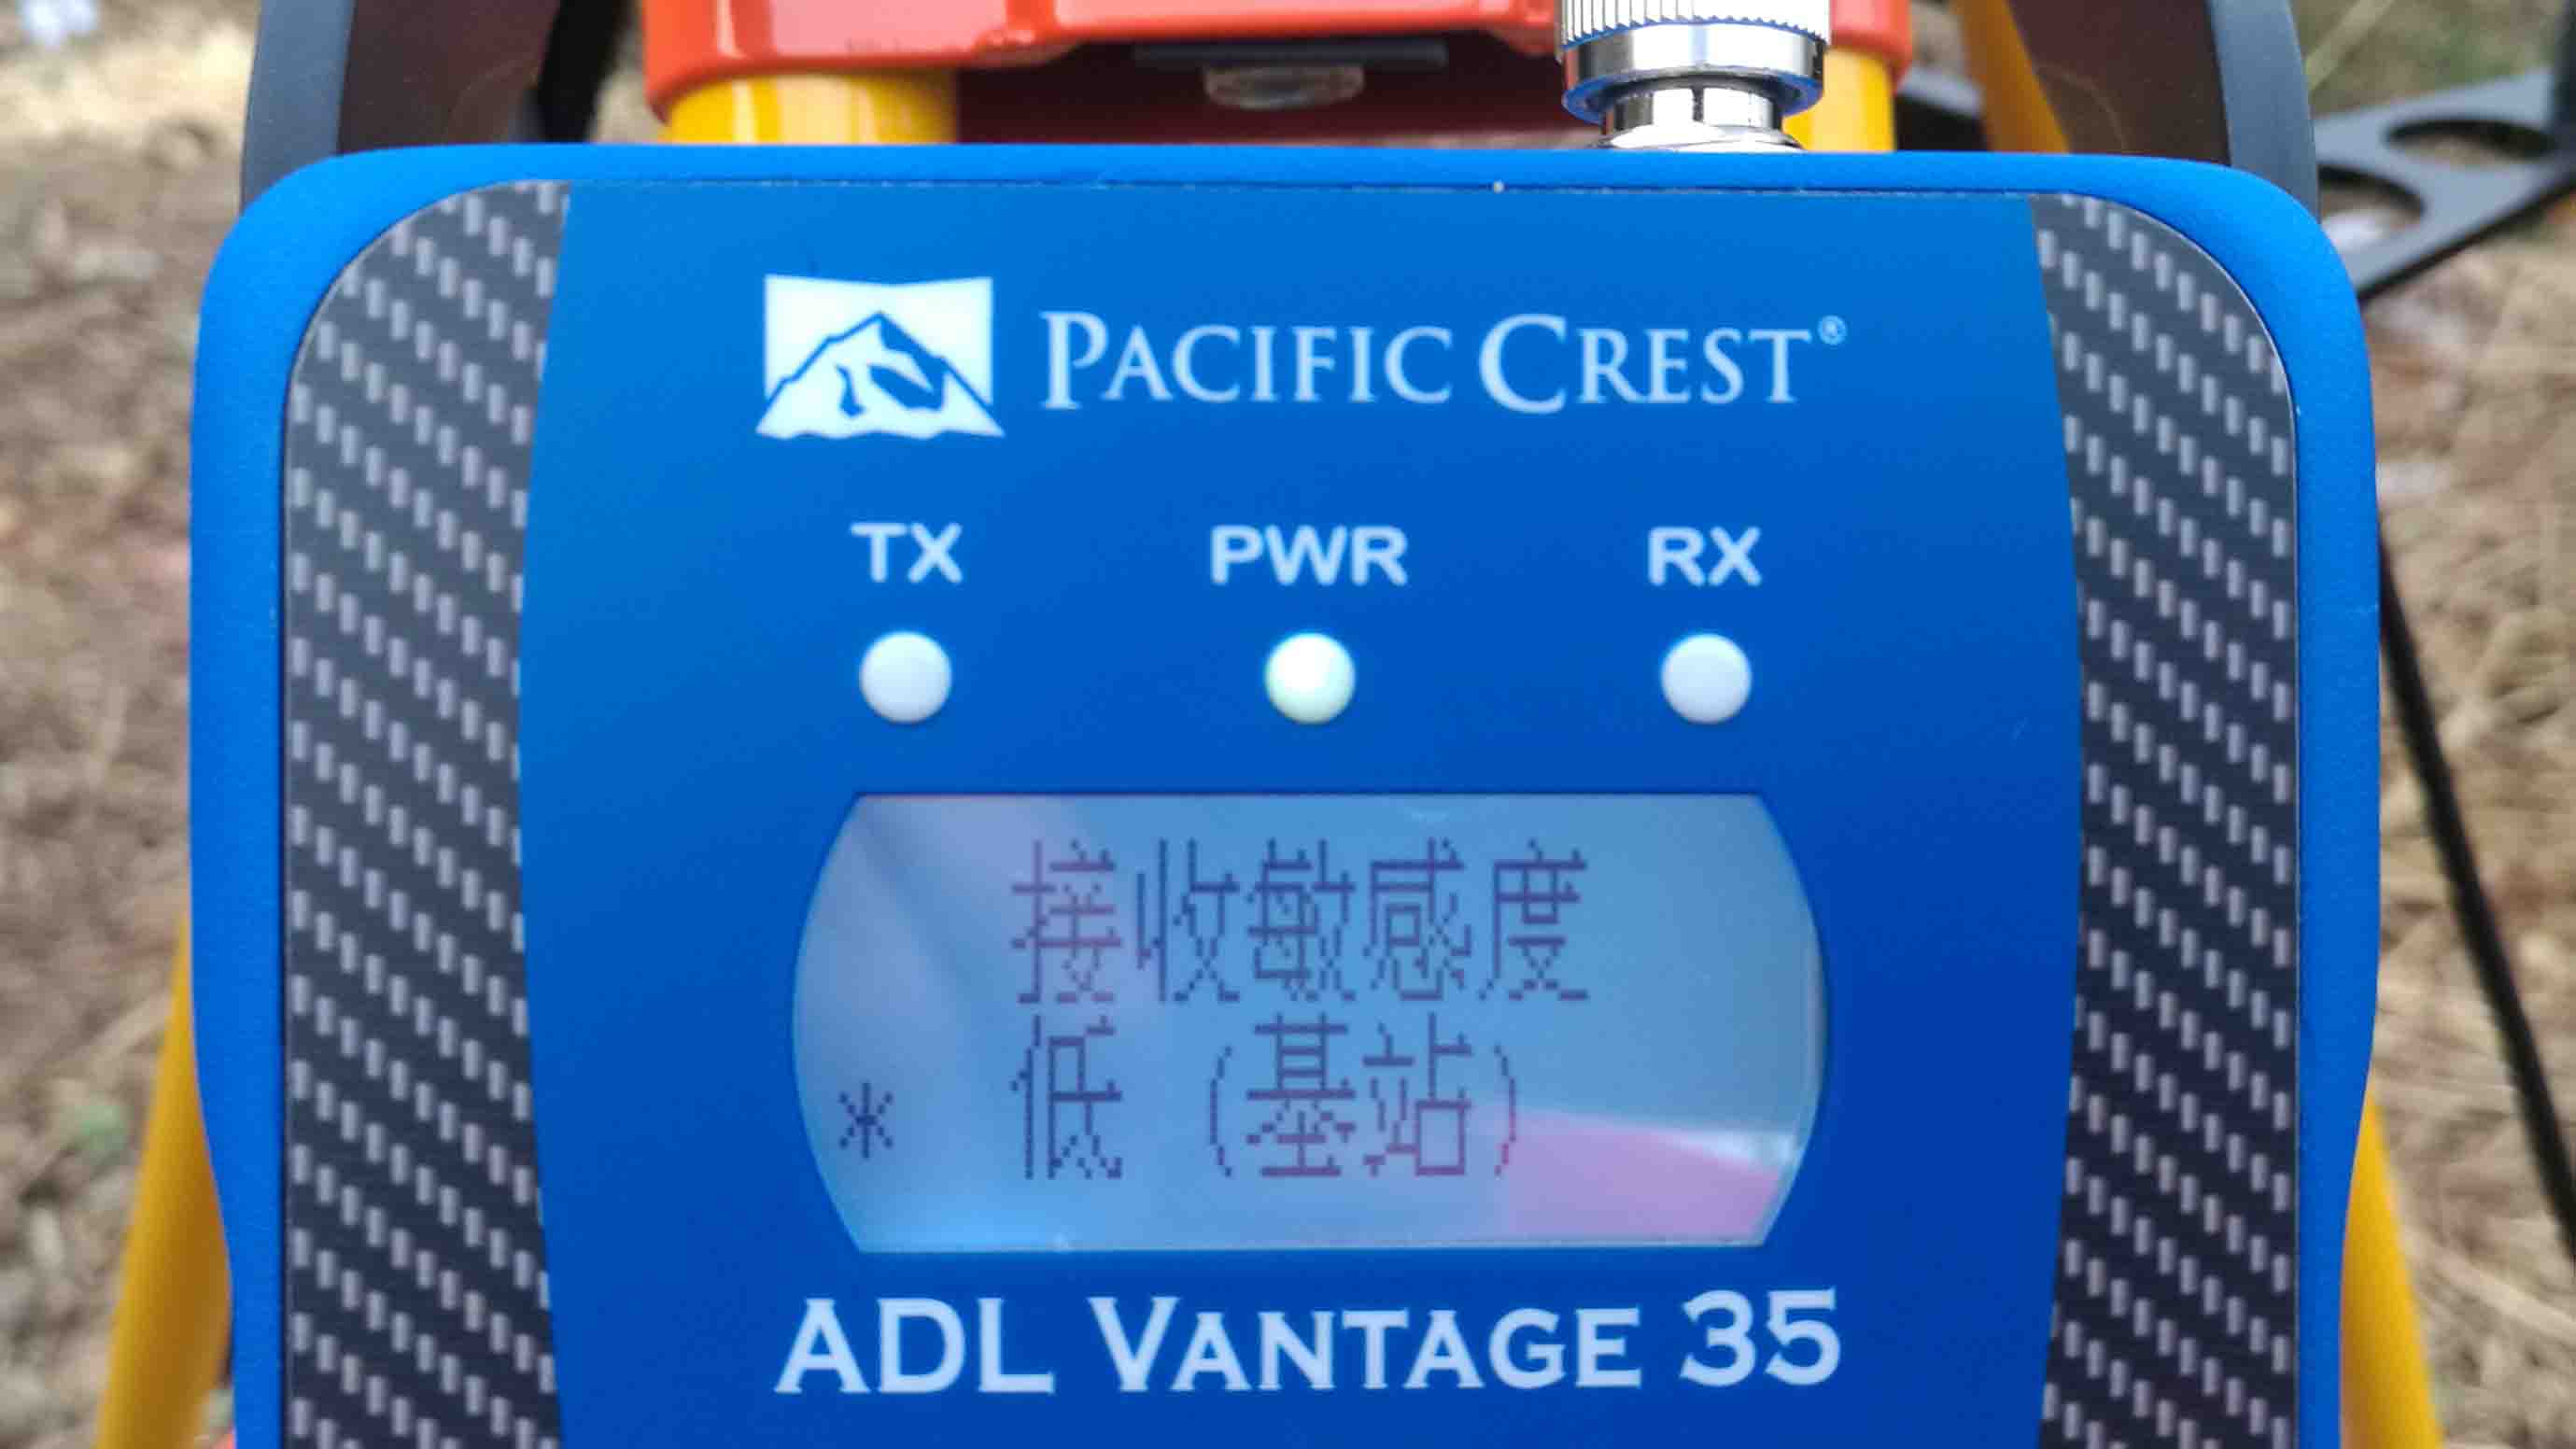 PACIFIC CREST®
TX PWR RX
接收敏感度
* 低 (基站)
ADL VANTAGE 35